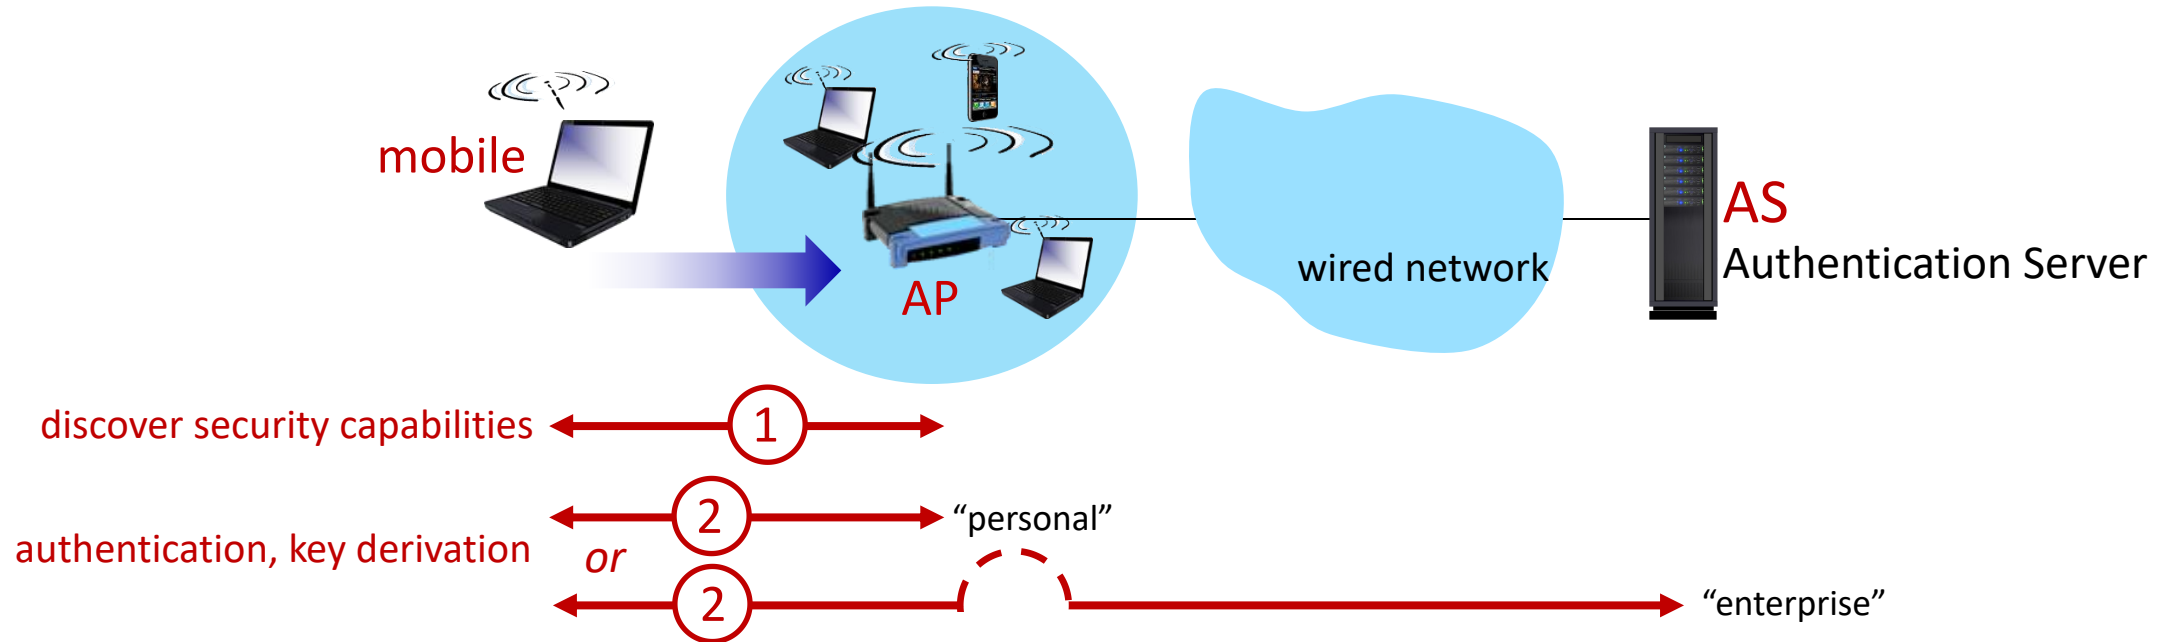 mobile
AP
wired network
AS
Authentication Server
discover security capabilities
1
2
“personal”
authentication, key derivation
or
2
“enterprise”